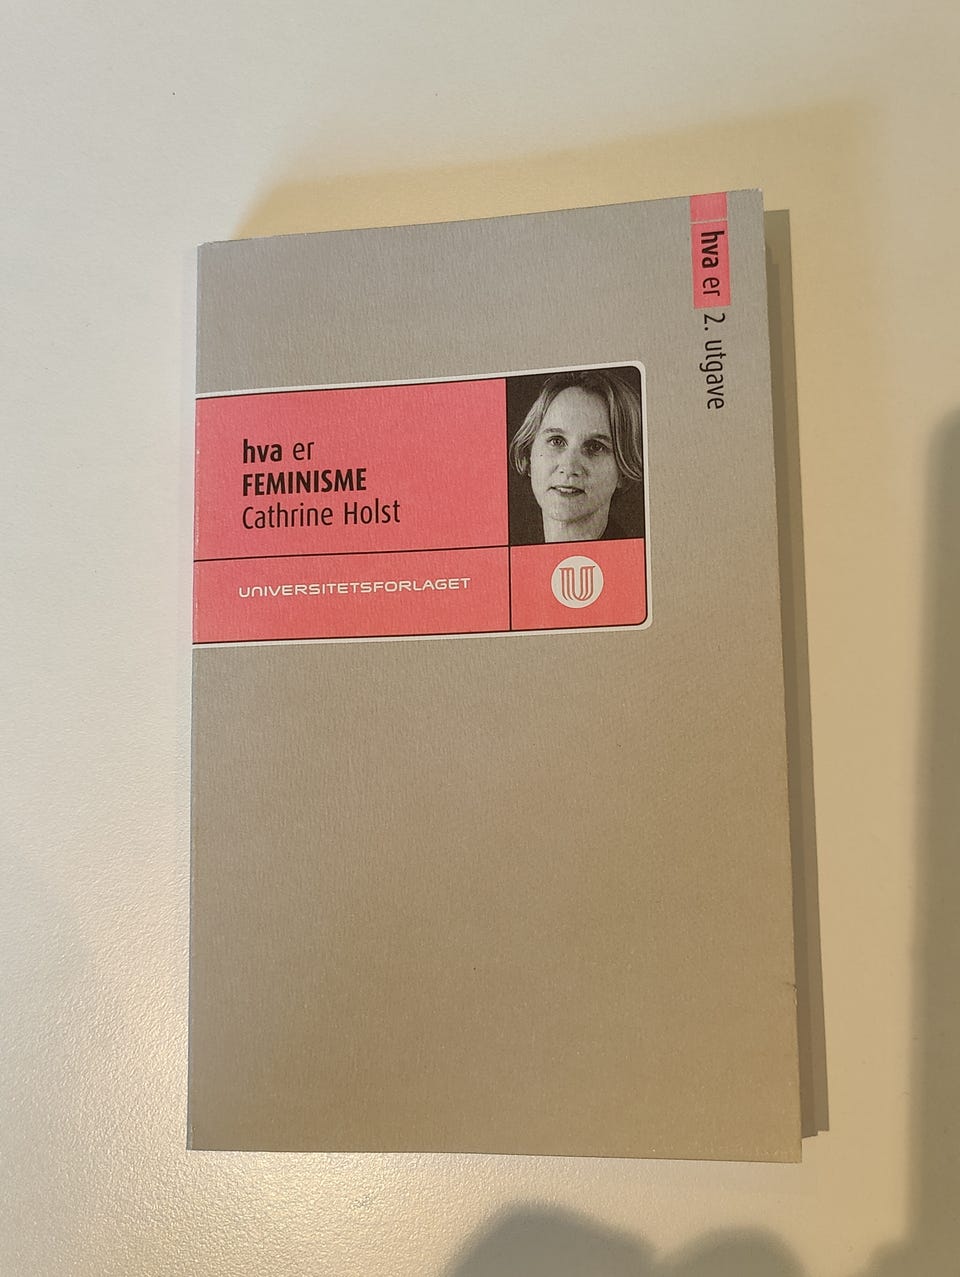 hva er 2. utgave
hva er
FEMINISME
Cathrine Holst
UNIVERSITETSFORLAGET
U